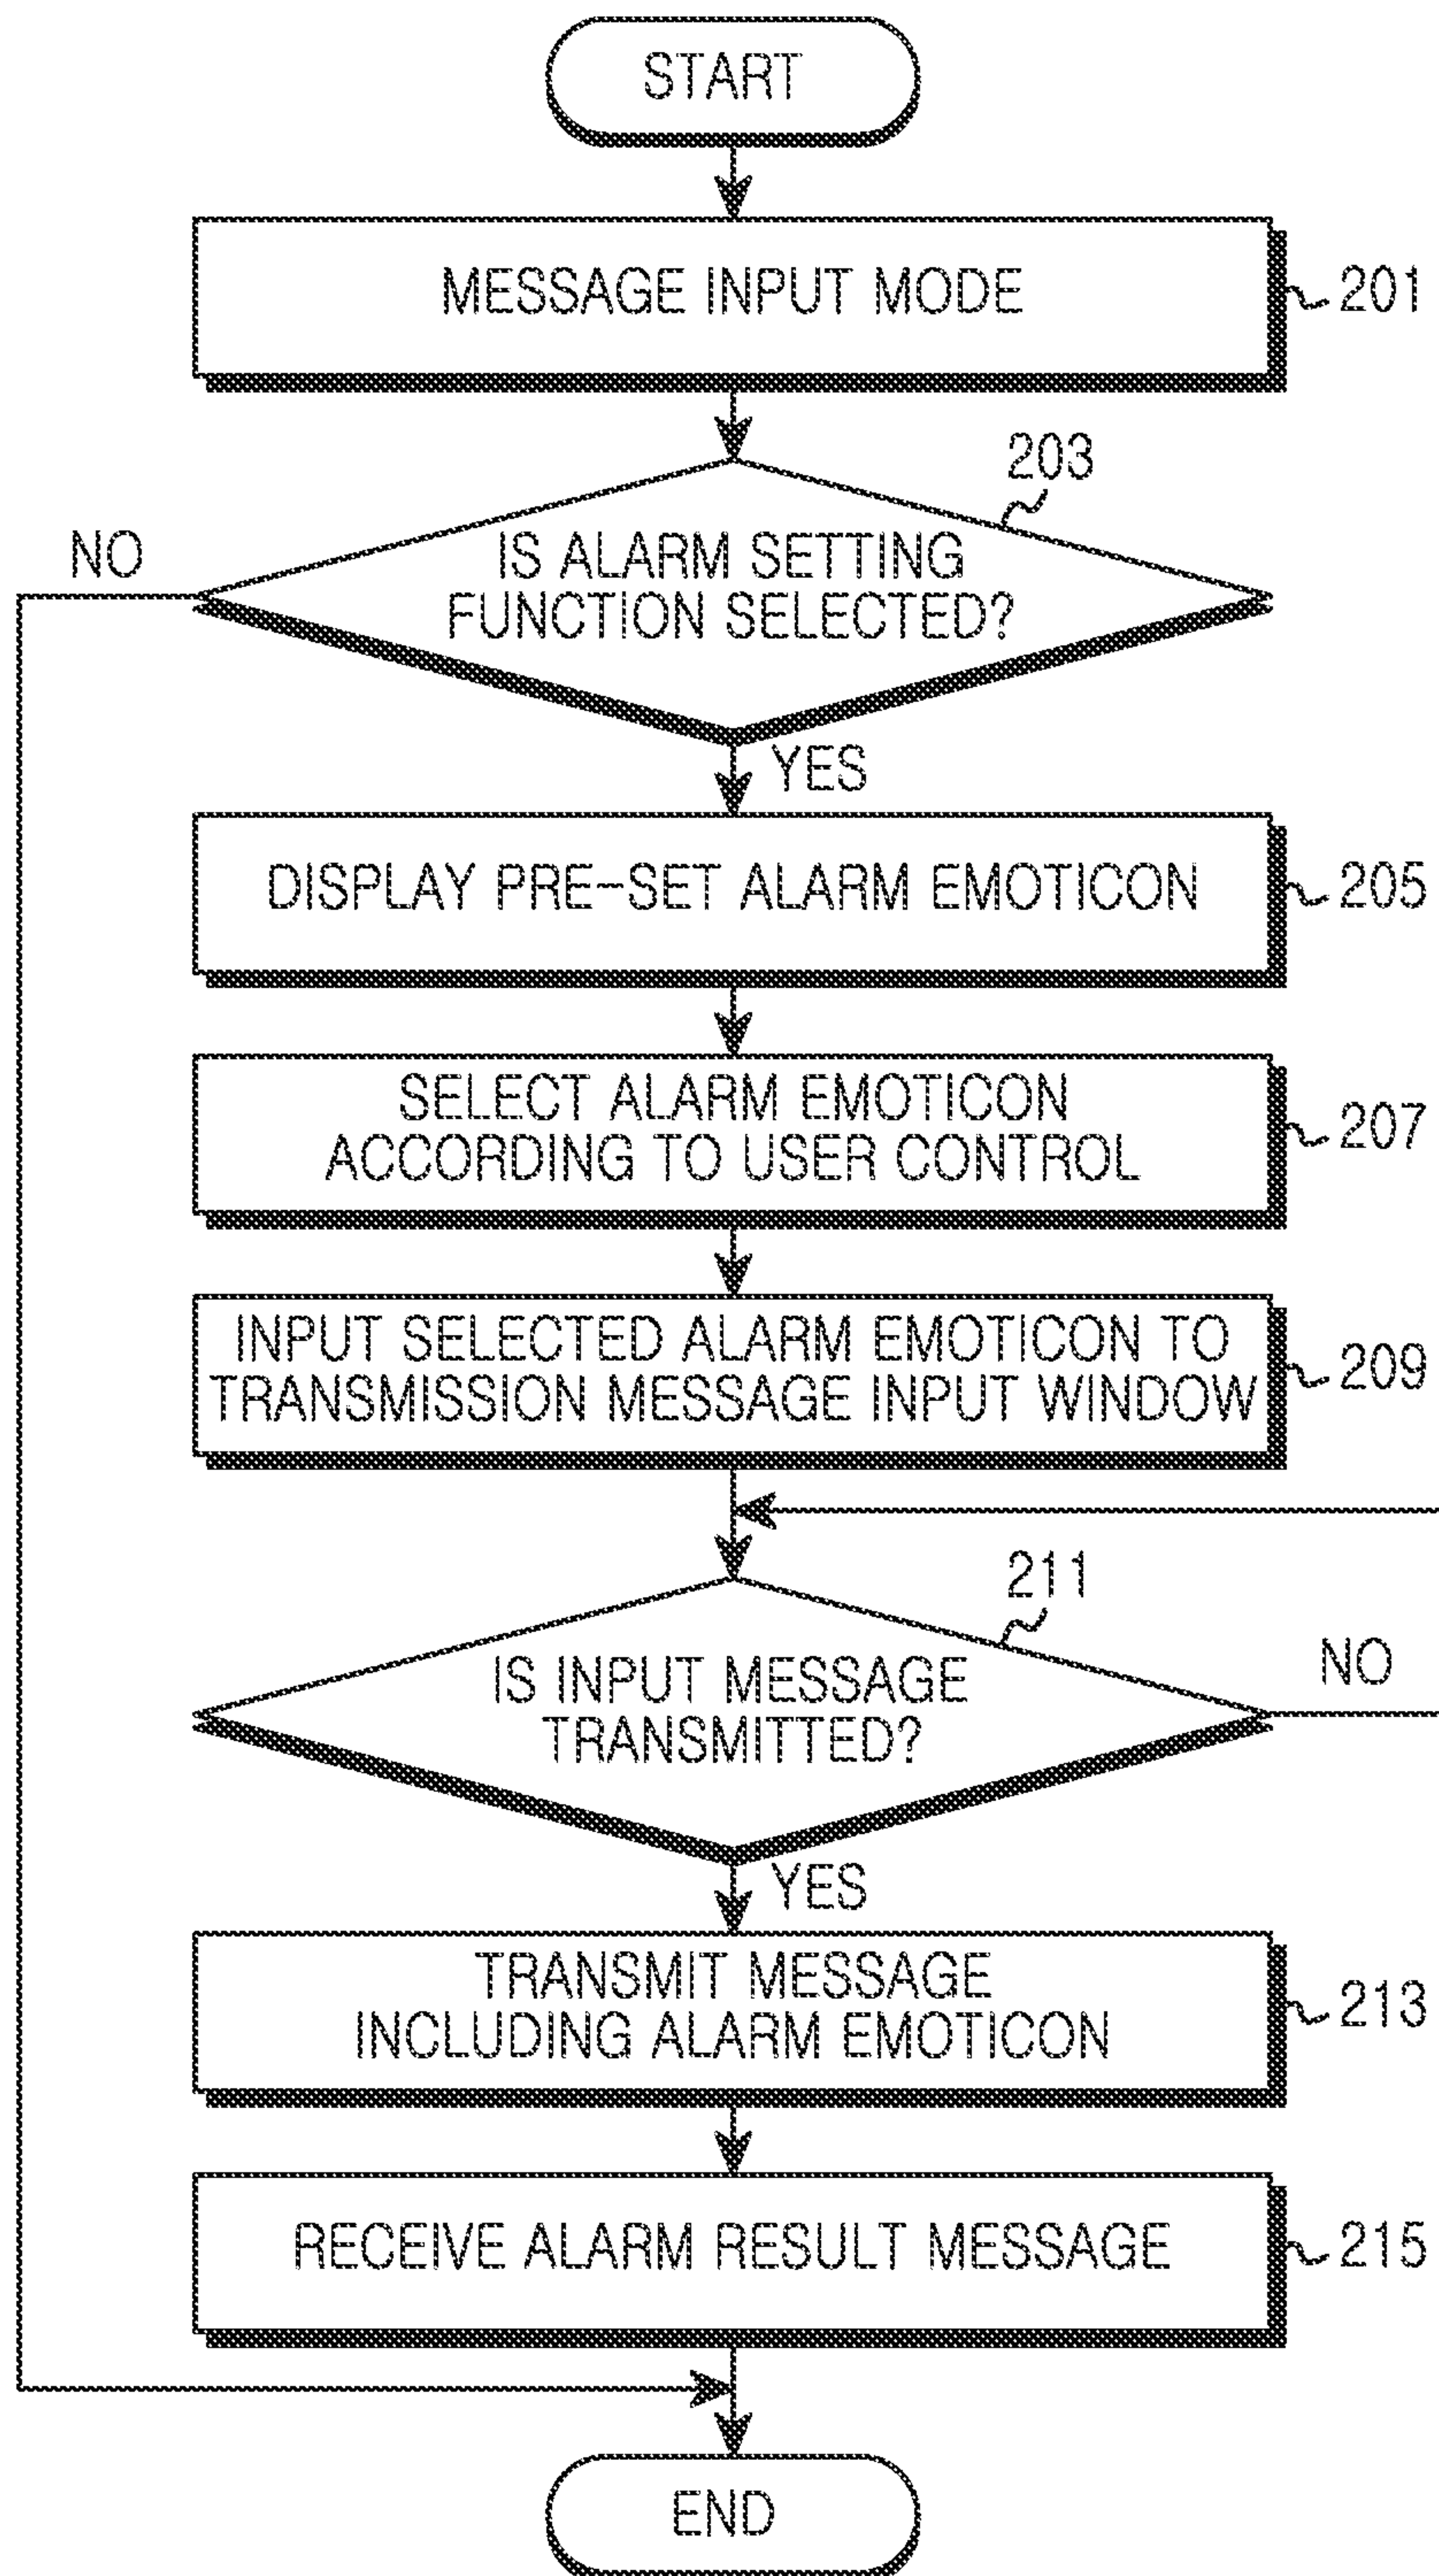 START
MESSAGE INPUT MODE
201
203
NO
IS ALARM SETTING
FUNCTION SELECTED?
YES
DISPLAY PRE-SET ALARM EMOTICON
205
SELECT ALARM EMOTICON
ACCORDING TO USER CONTROL
207
INPUT SELECTED ALARM EMOTICON TO
TRANSMISSION MESSAGE INPUT WINDOW
209
211
IS INPUT MESSAGE
TRANSMITTED?
NO
YES
TRANSMIT MESSAGE
INCLUDING ALARM EMOTICON
213
RECEIVE ALARM RESULT MESSAGE
215
END